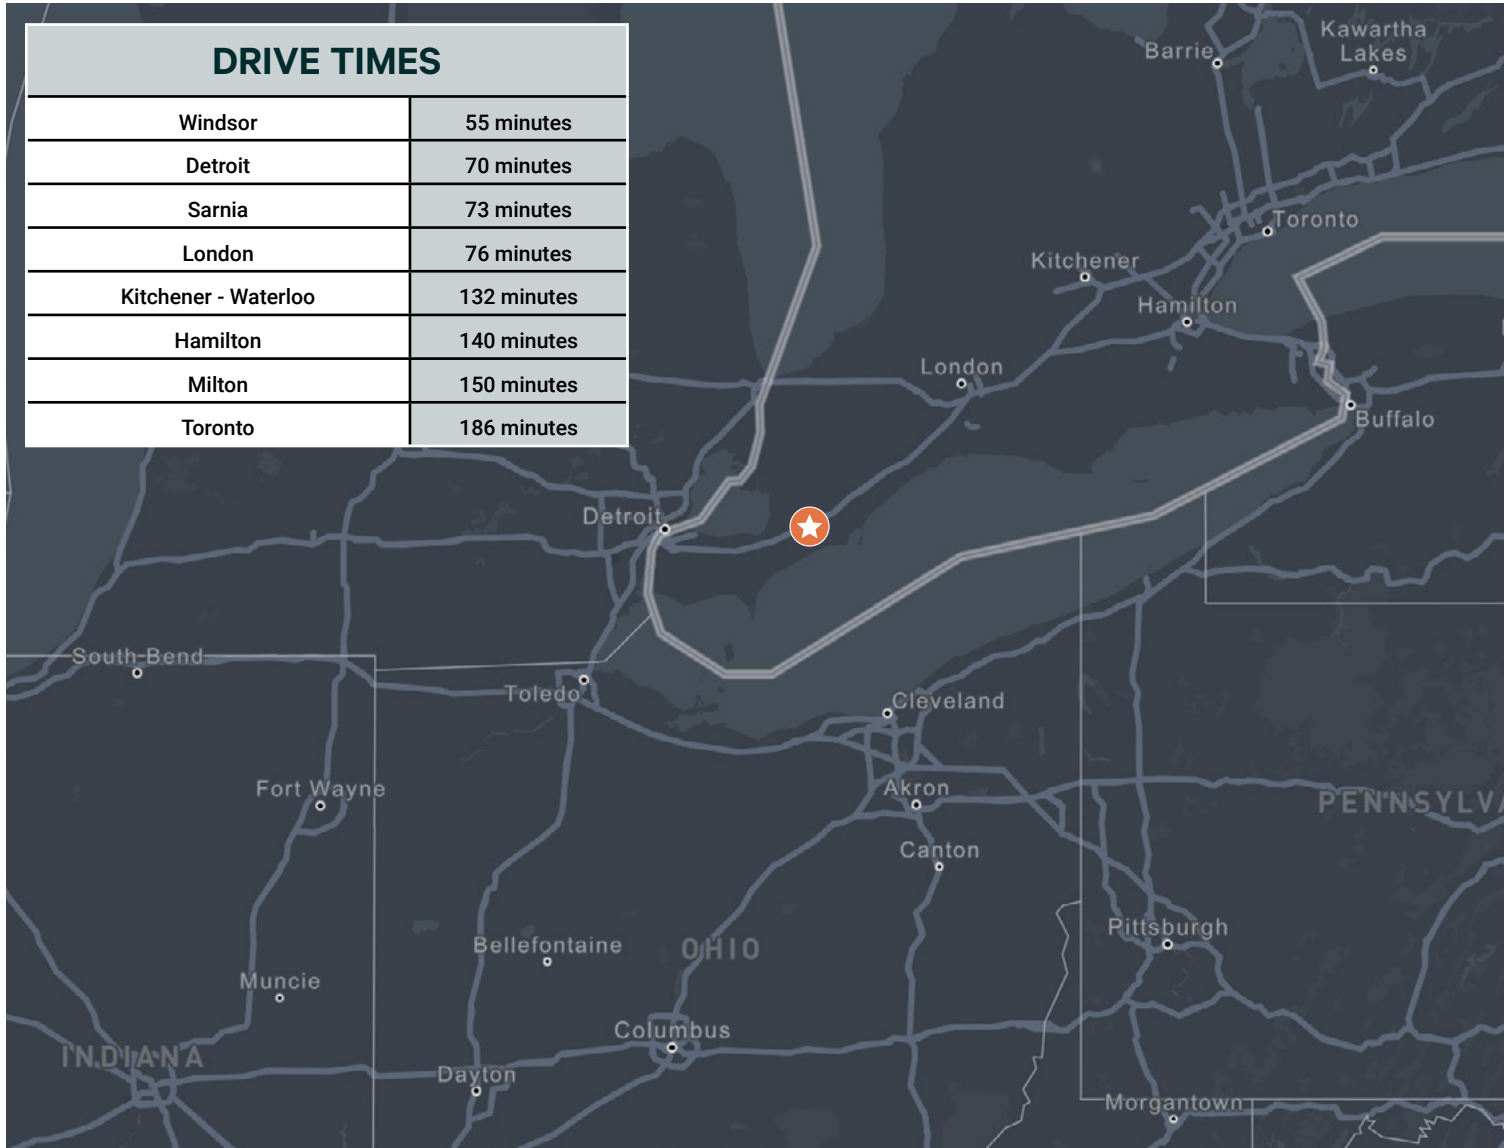 DRIVE TIMES
Windsor 55 minutes
Detroit 70 minutes
Sarnia 73 minutes
London 76 minutes
Kitchener - Waterloo 132 minutes
Hamilton 140 minutes
Milton 150 minutes
Toronto 186 minutes
Kawartha
Lakes
Barrie
Toronto
Kitchener
Hamilton
London
Buffalo
Detroit
South Bend
Toledo
Cleveland
Fort Wayne
Akron
PENNSYLVA
Canton
Pittsburgh
Bellefontaine
OHIO
Muncie
Columbus
INDIANA
Dayton
Morgantown